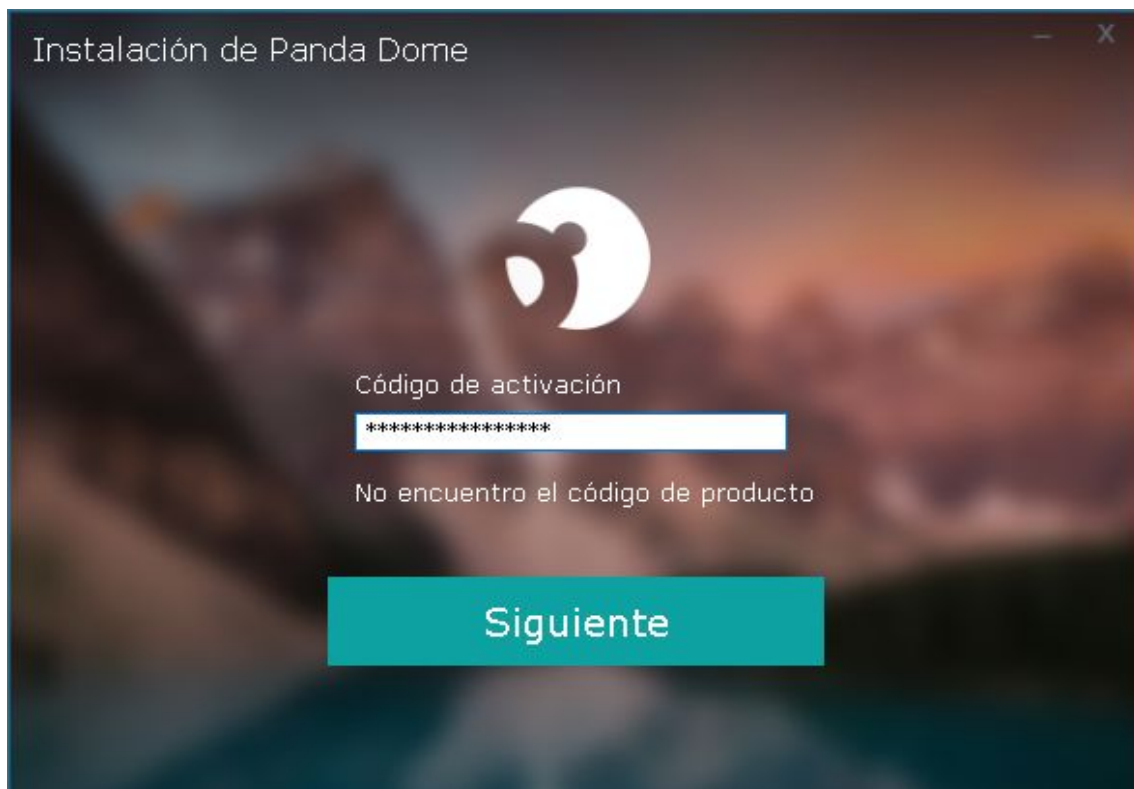 Instalación de Panda Dome
Código de activación
****************
No encuentro el código de producto
Siguiente